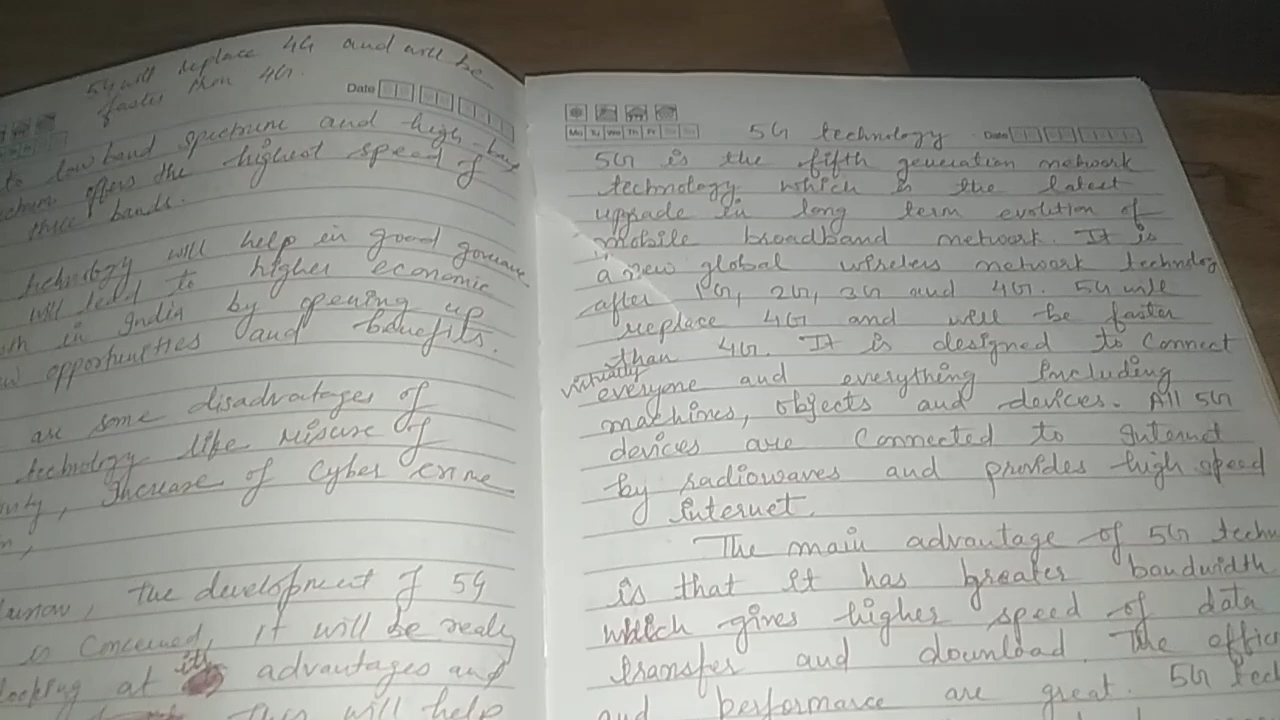 5G will replace 4G and will be
faster then 4G.
Date
to low band spectrum and high-band
offers the highest speed of
three bands.
technology will help in good
will lead to higher economic
in India by opening up
opportunities and benefits.
are some disadvantages of
technology like misuse of
Increase of Cyber crime
the development of 5G
is Concerned, it will be really
looking at its advantages and
This will help
Mo Tu We Th Fr
5G technology
Date
5G is the fifth generation network
technology which is the latest
upgrade in long term evolution of
mobile broadband network. It is
a new global wireless network technology
after 1G, 2G, 3G and 4G. 5G will
replace 4G and will be faster
than 4G. It is designed to Connect
virtually
everyone and everything Including
machines, objects and devices. All 5G
devices are Connected to Internet
by radiowaves and provides high speed
internet.
The main advantage of 5G
is that it has greater bandwidth
which gives higher speed of data
transfer and download. The
and performance are great. 5G